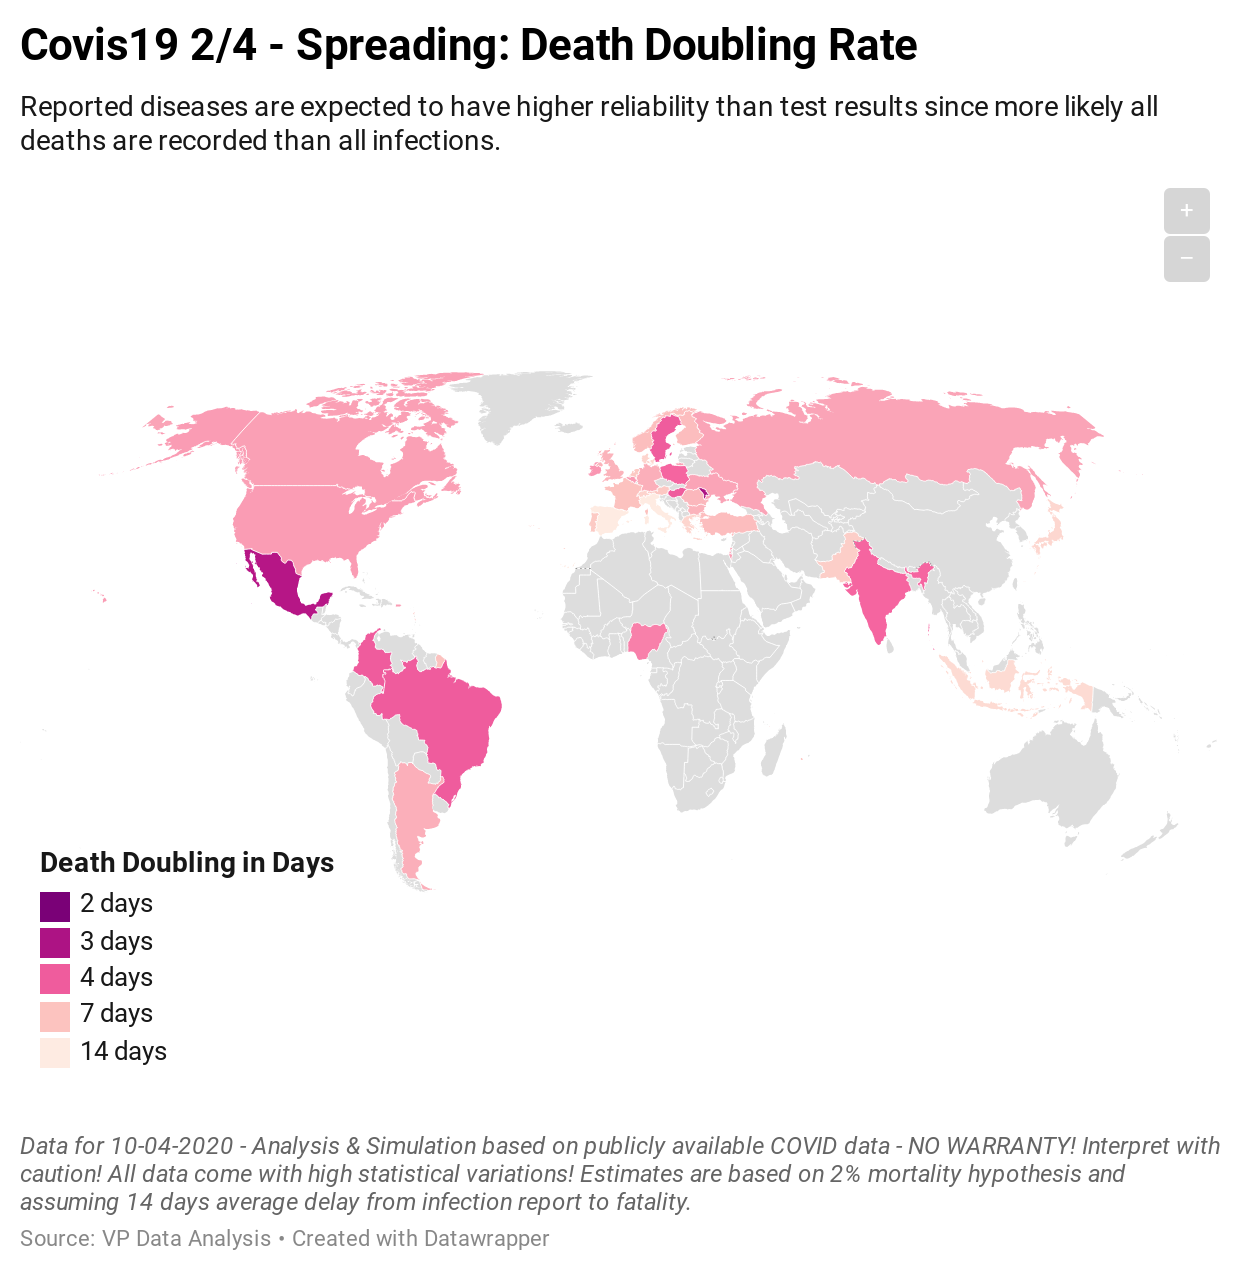 Covis19 2/4 - Spreading: Death Doubling Rate
Reported diseases are expected to have higher reliability than test results since more likely all
deaths are recorded than all infections.
+
−
Death Doubling in Days
2 days
3 days
4 days
7 days
14 days
Data for 10-04-2020 - Analysis & Simulation based on publicly available COVID data - NO WARRANTY! Interpret with
caution! All data come with high statistical variations! Estimates are based on 2% mortality hypothesis and
assuming 14 days average delay from infection report to fatality.
Source: VP Data Analysis • Created with Datawrapper